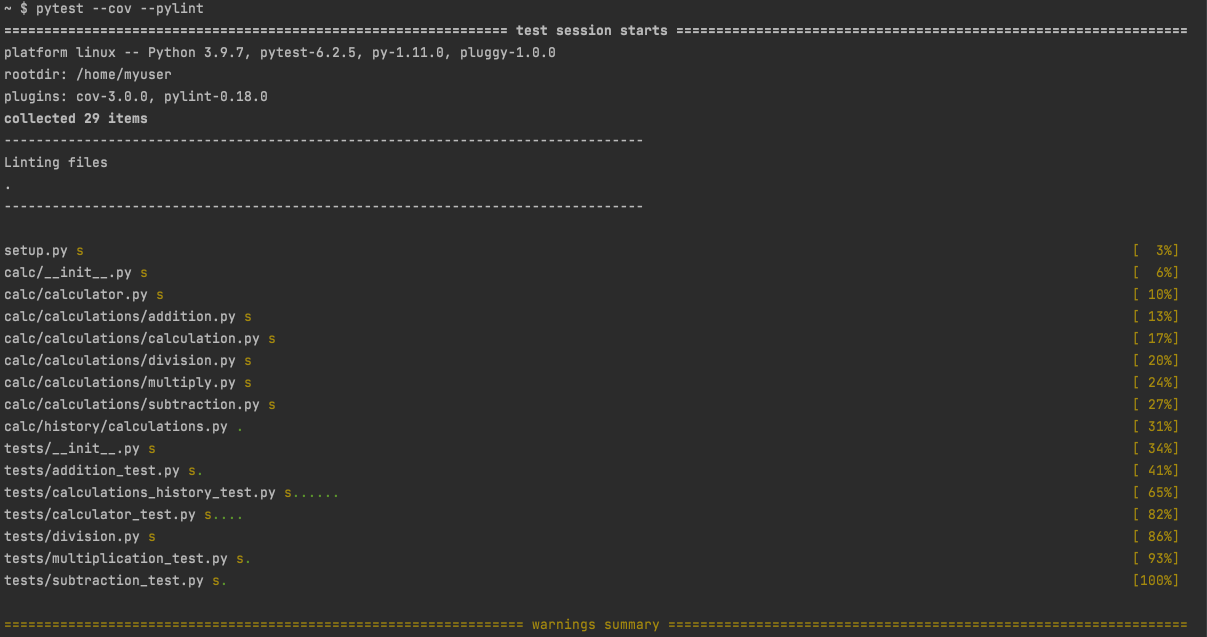 ~ $ pytest --cov --pylint
=============================================================== test session starts ================================================================
platform linux -- Python 3.9.7, pytest-6.2.5, py-1.11.0, pluggy-1.0.0
rootdir: /home/myuser
plugins: cov-3.0.0, pylint-0.18.0
collected 29 items
--------------------------------------------------------------------------------
Linting files
.
--------------------------------------------------------------------------------
setup.py s [  3%]
calc/__init__.py s [  6%]
calc/calculator.py s [ 10%]
calc/calculations/addition.py s [ 13%]
calc/calculations/calculation.py s [ 17%]
calc/calculations/division.py s [ 20%]
calc/calculations/multiply.py s [ 24%]
calc/calculations/subtraction.py s [ 27%]
calc/history/calculations.py . [ 31%]
tests/__init__.py s [ 34%]
tests/addition_test.py s. [ 41%]
tests/calculations_history_test.py s...... [ 65%]
tests/calculator_test.py s.... [ 82%]
tests/division.py s [ 86%]
tests/multiplication_test.py s. [ 93%]
tests/subtraction_test.py s. [100%]
================================================================= warnings summary =================================================================